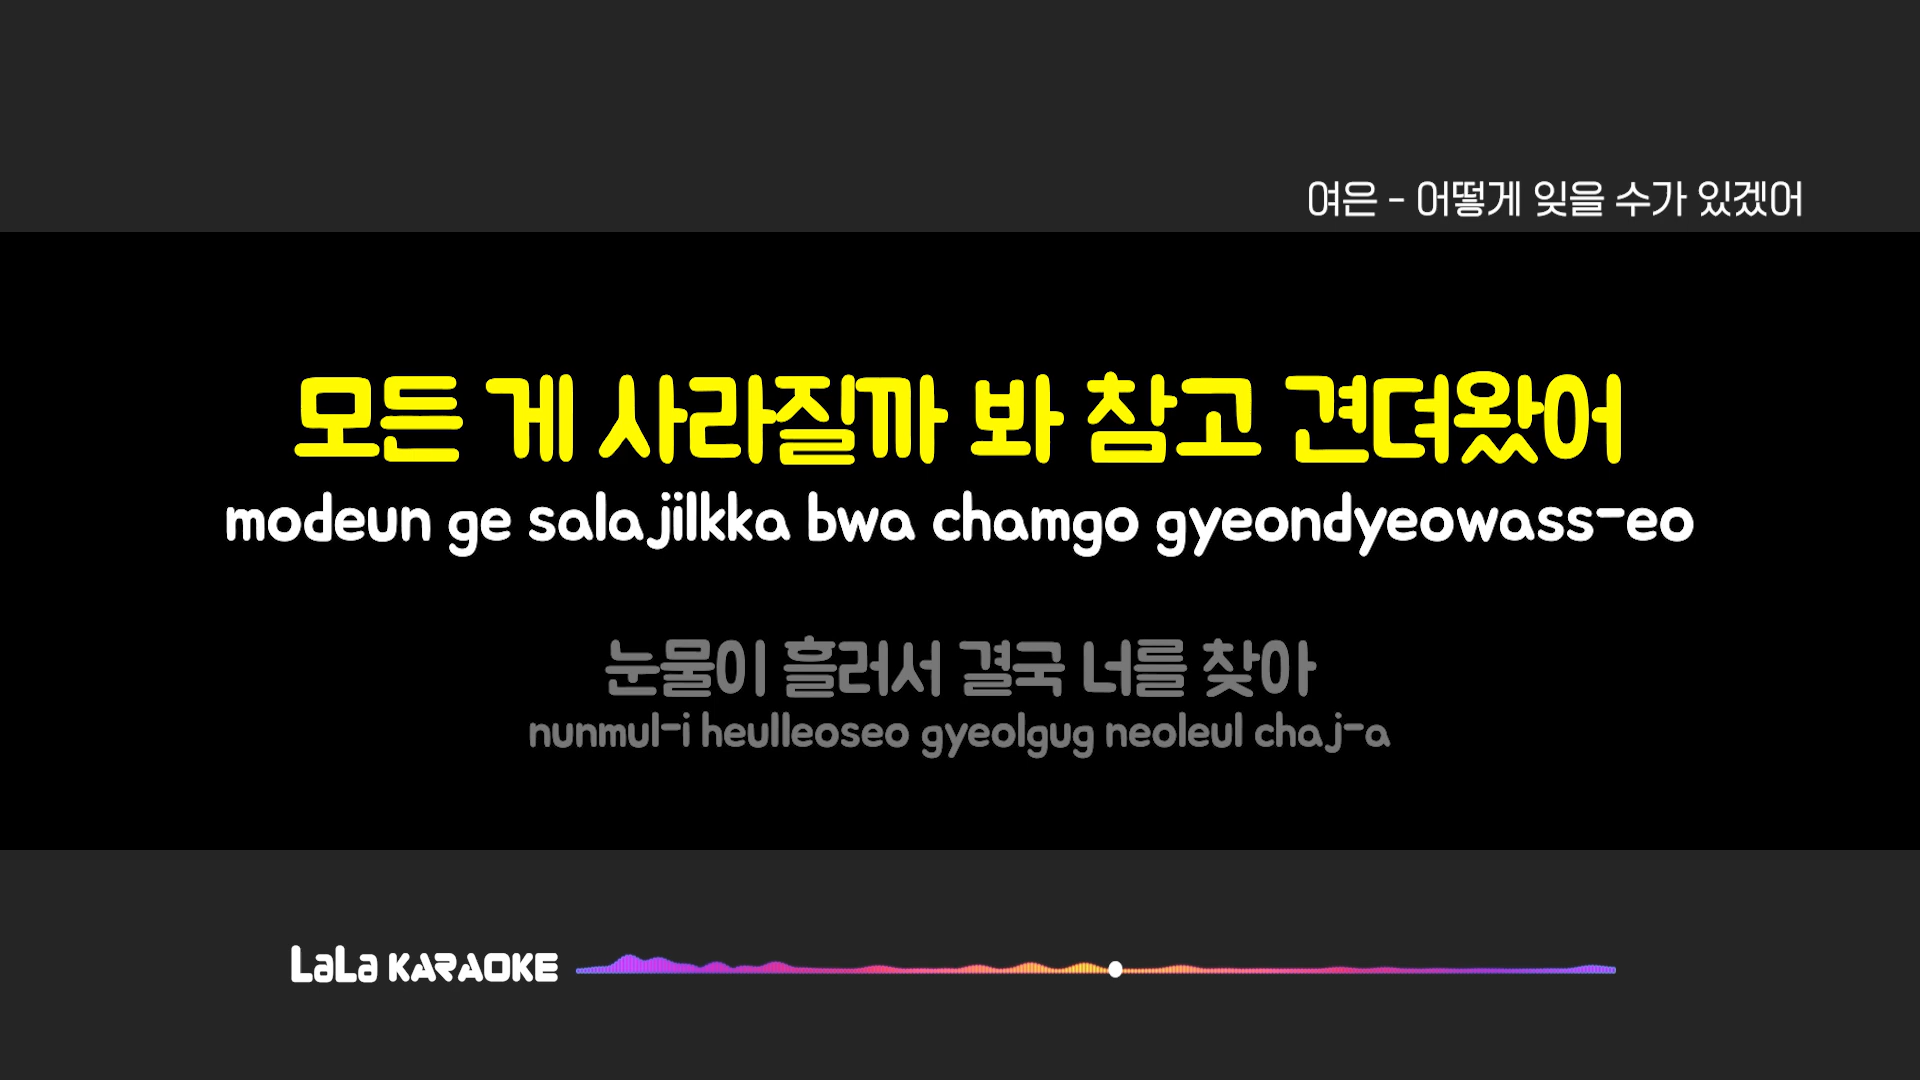 여은 - 어떻게 잊을 수가 있겠어
모든 게 사라질까 봐 참고 견뎌왔어
modeun ge salajilkka bwa chamgo gyeondyeowass-eo
눈물이 흘러서 결국 너를 찾아
nunmul-i heulleoseo gyeolgug neoleul chaj-a
LaLa KARAOKE